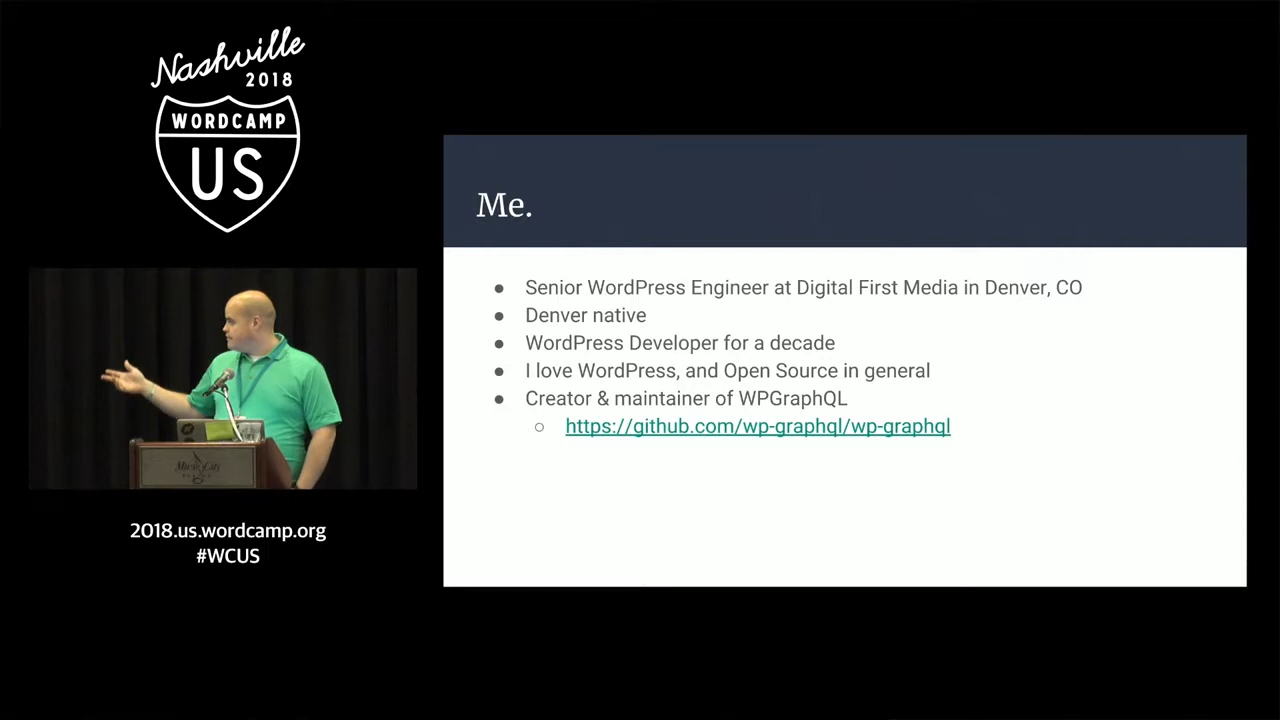 Nashville
2018
WORDCAMP
US
Me.
● Senior WordPress Engineer at Digital First Media in Denver, CO
● Denver native
● WordPress Developer for a decade
● I love WordPress, and Open Source in general
● Creator & maintainer of WPGraphQL
○ https://github.com/wp-graphql/wp-graphql
Music City
2018.us.wordcamp.org
#WCUS